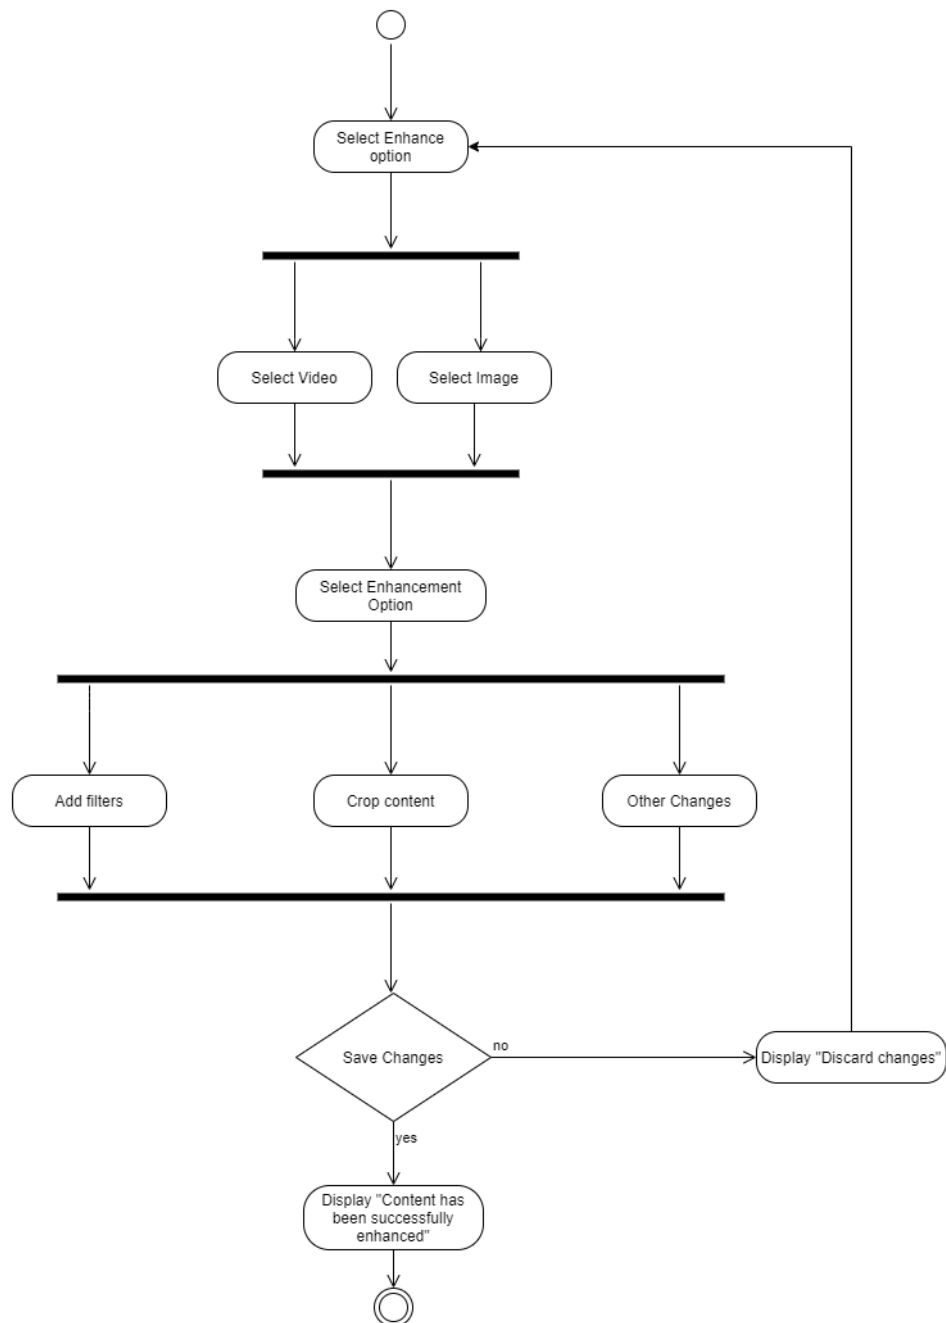 Select Enhance
option
Select Video
Select Image
Select Enhancement
Option
Add filters
Crop content
Other Changes
Save Changes
no
Display "Discard changes"
yes
Display "Content has
been successfully
enhanced"